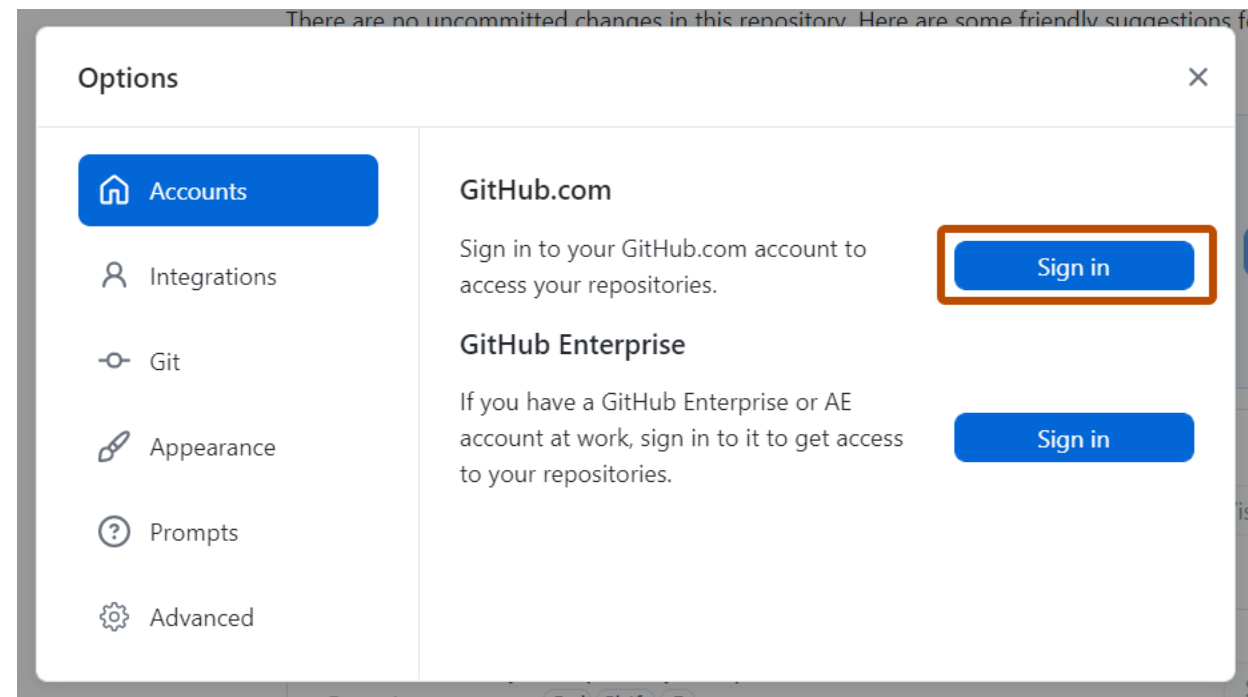 There are no uncommitted changes in this repository. Here are some friendly suggestions
Options
Accounts
Integrations
Git
Appearance
Prompts
Advanced
GitHub.com
Sign in to your GitHub.com account to
access your repositories.
Sign in
GitHub Enterprise
If you have a GitHub Enterprise or AE
account at work, sign in to it to get access
to your repositories.
Sign in